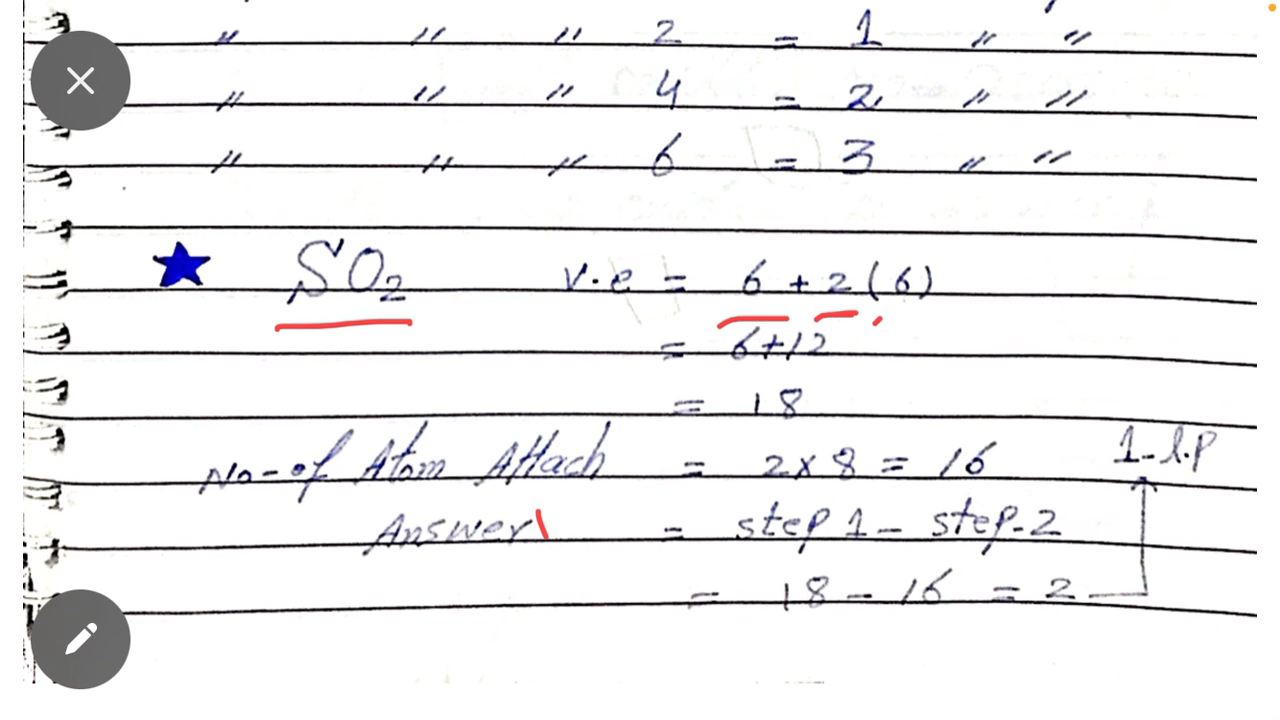 〃 〃 〃 2 = 1 〃 〃
〃 〃 〃 4 = 2 〃 〃
〃 〃 〃 6 = 3 〃 〃
★ SO₂ v.e = 6 + 2(6)
= 6+12
= 18
No-of Atom Attach = 2x8 = 16 1-l.p
Answer = step 1 - step-2
= 18 - 16 = 2